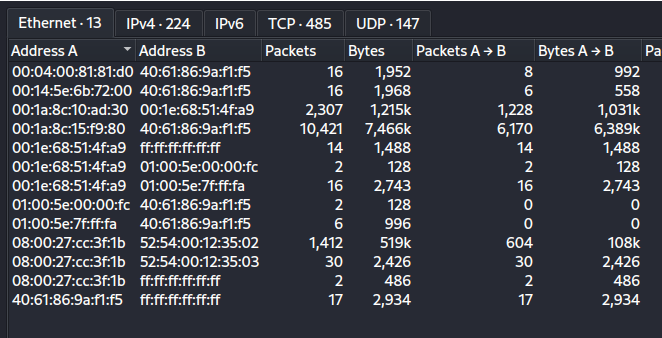 Ethernet · 13 IPv4 · 224 IPv6 TCP · 485 UDP · 147
Address A Address B Packets Bytes Packets A → B Bytes A → B Pa
00:04:00:81:81:d0 40:61:86:9a:f1:f5 16 1,952 8 992
00:14:5e:6b:72:00 40:61:86:9a:f1:f5 16 1,968 6 558
00:1a:8c:10:ad:30 00:1e:68:51:4f:a9 2,307 1,215k 1,228 1,031k
00:1a:8c:15:f9:80 40:61:86:9a:f1:f5 10,421 7,466k 6,170 6,389k
00:1e:68:51:4f:a9 ff:ff:ff:ff:ff:ff 14 1,488 14 1,488
00:1e:68:51:4f:a9 01:00:5e:00:00:fc 2 128 2 128
00:1e:68:51:4f:a9 01:00:5e:7f:ff:fa 16 2,743 16 2,743
01:00:5e:00:00:fc 40:61:86:9a:f1:f5 2 128 0 0
01:00:5e:7f:ff:fa 40:61:86:9a:f1:f5 6 996 0 0
08:00:27:cc:3f:1b 52:54:00:12:35:02 1,412 519k 604 108k
08:00:27:cc:3f:1b 52:54:00:12:35:03 30 2,426 30 2,426
08:00:27:cc:3f:1b ff:ff:ff:ff:ff:ff 2 486 2 486
40:61:86:9a:f1:f5 ff:ff:ff:ff:ff:ff 17 2,934 17 2,934